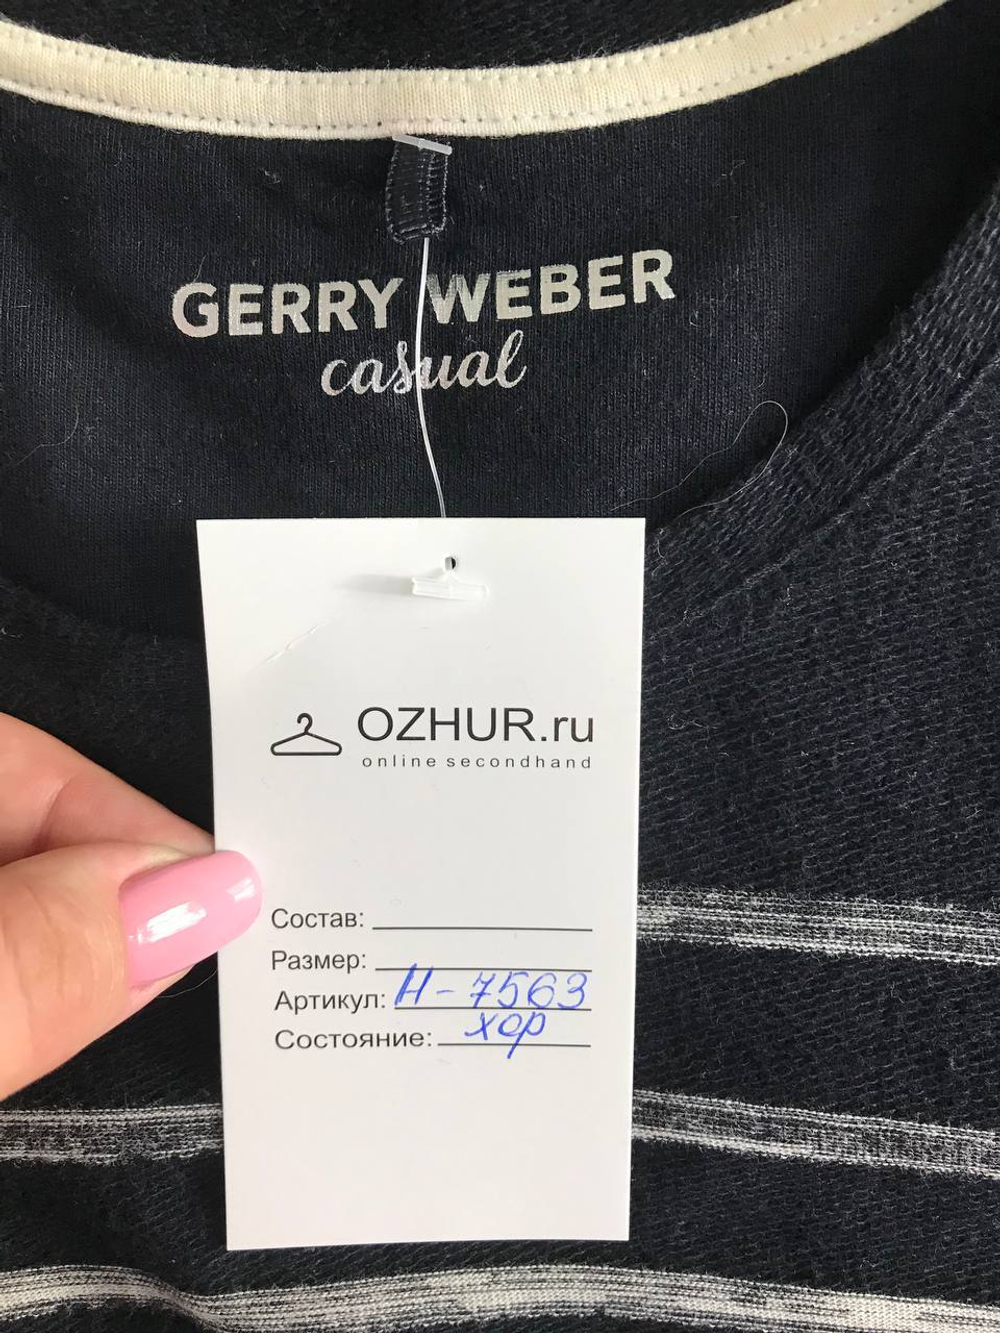 GERRY WEBER
casual
OZHUR.ru
online secondhand
Состав:
Размер:
Артикул: Н-7563
Состояние: хор